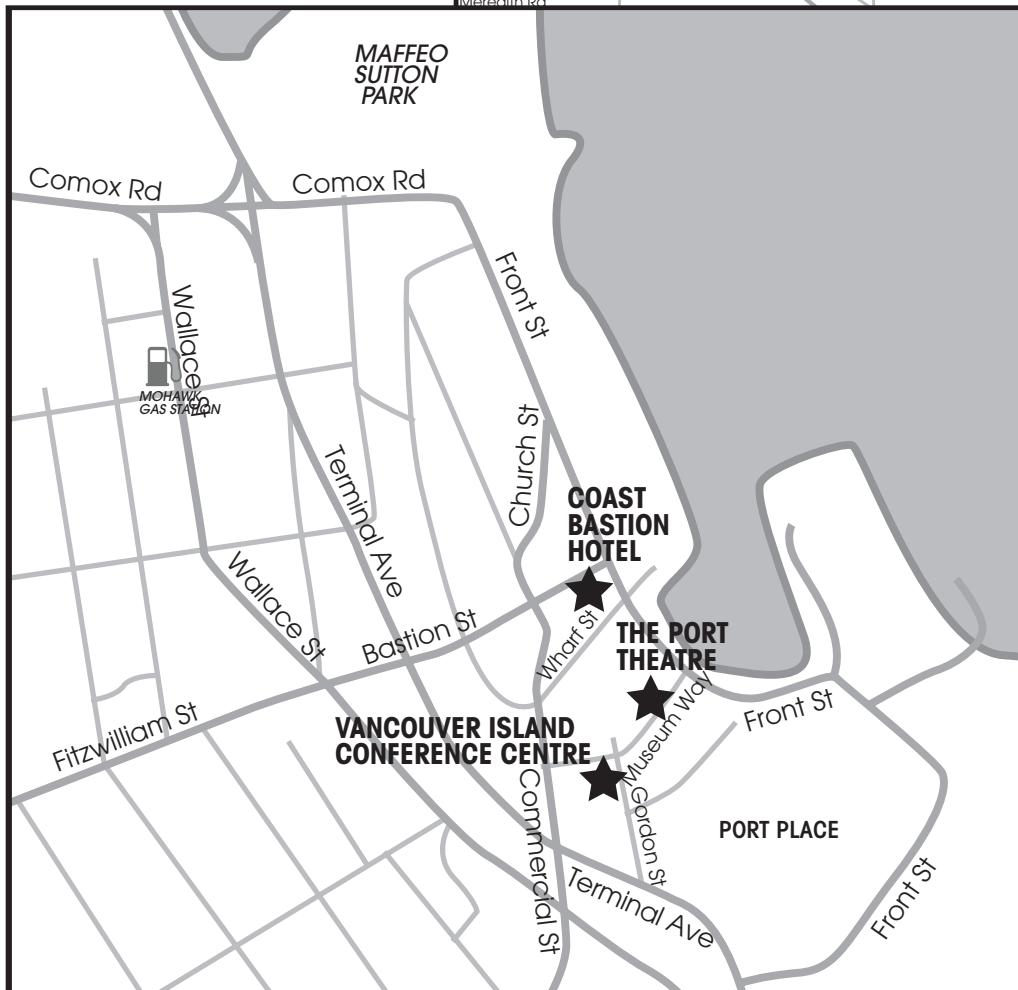 Meredith Rd
MAFFEO
SUTTON
PARK
Comox Rd
Comox Rd
Front St
Wallace St
MOHAWK
GAS STATION
Church St
Terminal Ave
COAST
BASTION
HOTEL
Wallace St
Bastion St
Wharf St
THE PORT
THEATRE
Fitzwilliam St
VANCOUVER ISLAND
CONFERENCE CENTRE
Museum Way
Front St
Commercial St
Gordon St
PORT PLACE
Terminal Ave
Front St